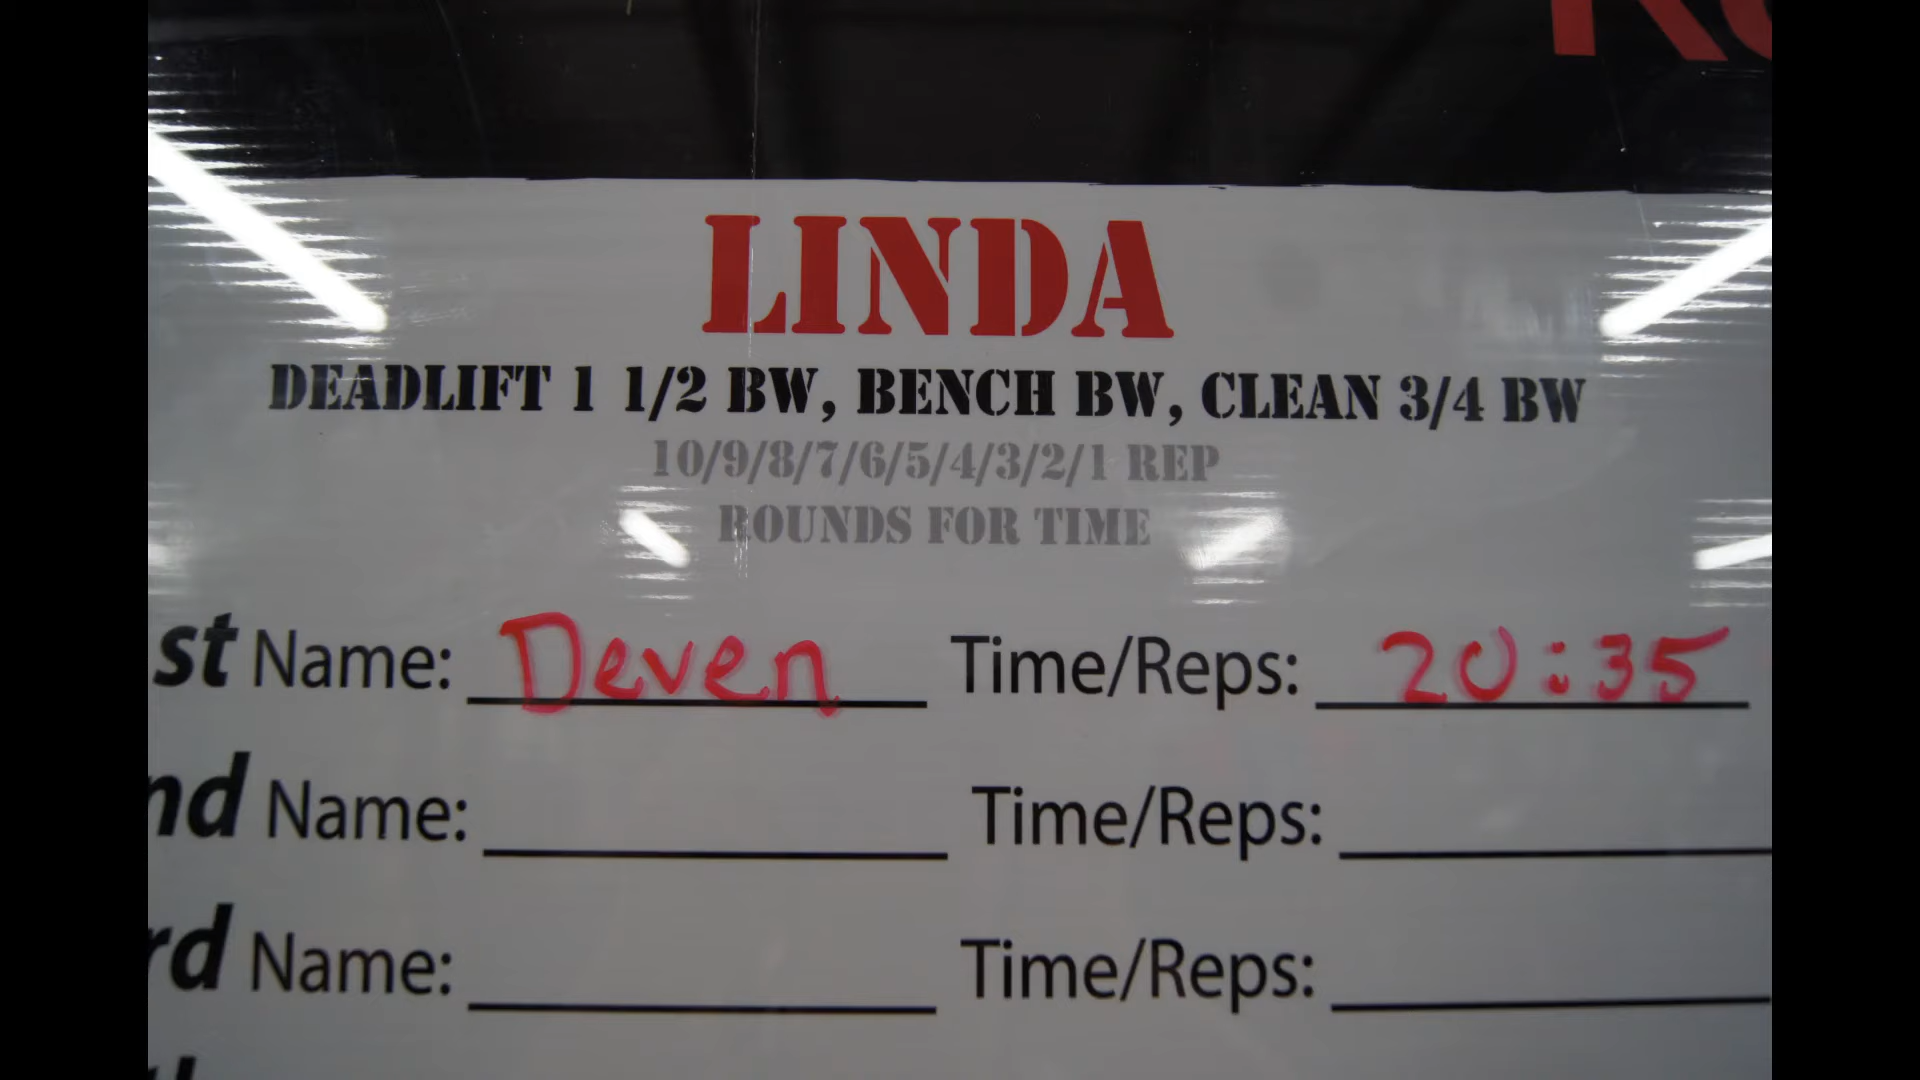 LINDA
DEADLIFT 1 1/2 BW, BENCH BW, CLEAN 3/4 BW
10/9/8/7/6/5/4/3/2/1 REP
ROUNDS FOR TIME
st Name: Deven Time/Reps: 20:35
nd Name: Time/Reps:
rd Name: Time/Reps: